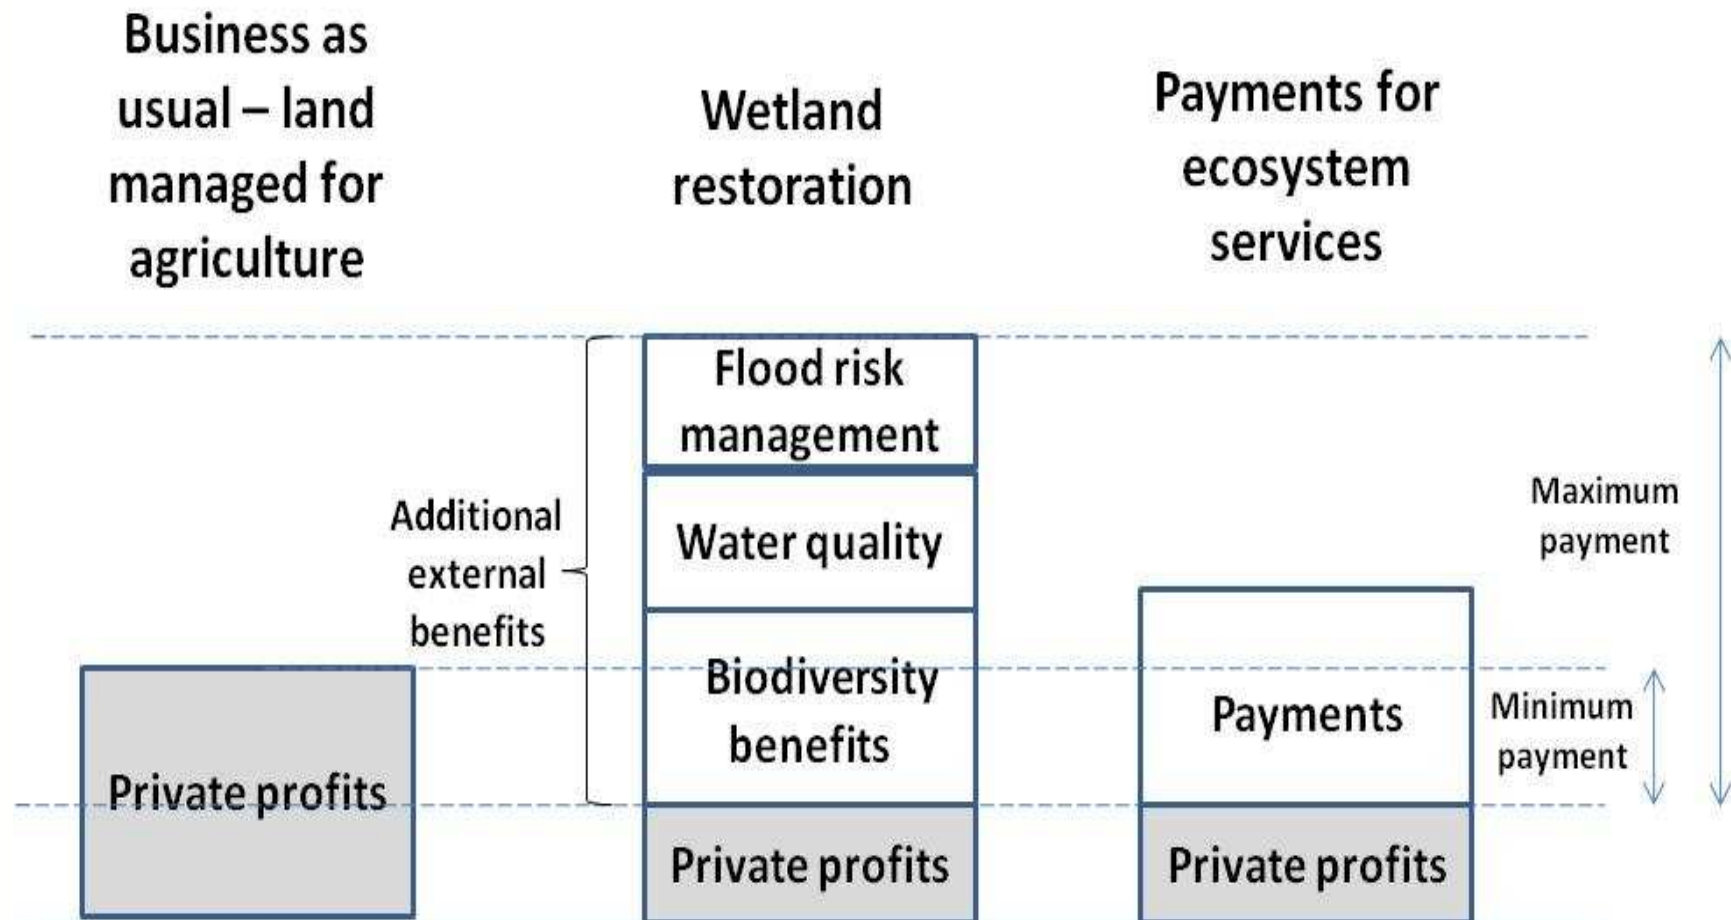 Business as
usual – land
managed for
agriculture
Wetland
restoration
Payments for
ecosystem
services
Additional
external
benefits
Flood risk
management
Water quality
Biodiversity
benefits
Private profits
Private profits
Payments
Private profits
Maximum
payment
Minimum
payment